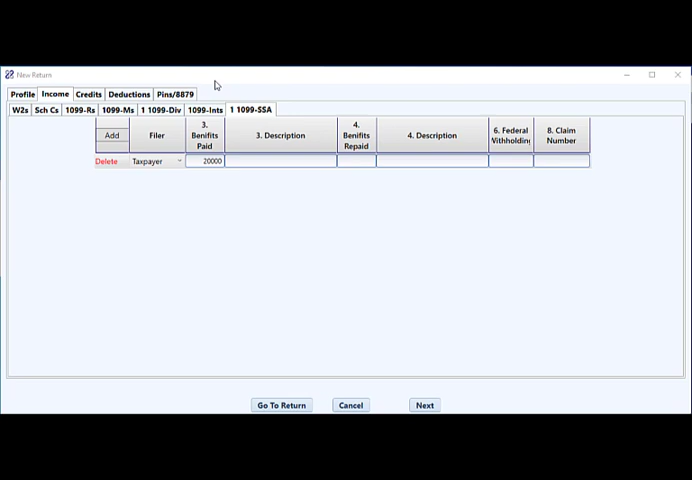 New Return
Profile Income Credits Deductions Pins/8879
W2s Sch Cs 1099-Rs 1099-Ms 1 1099-Div 1099-Ints 1 1099-SSA
Add Filer 3. Benifits Paid 3. Description 4. Benifits Repaid 4. Description 6. Federal Withholding 8. Claim Number
Delete Taxpayer 20000
Go To Return Cancel Next